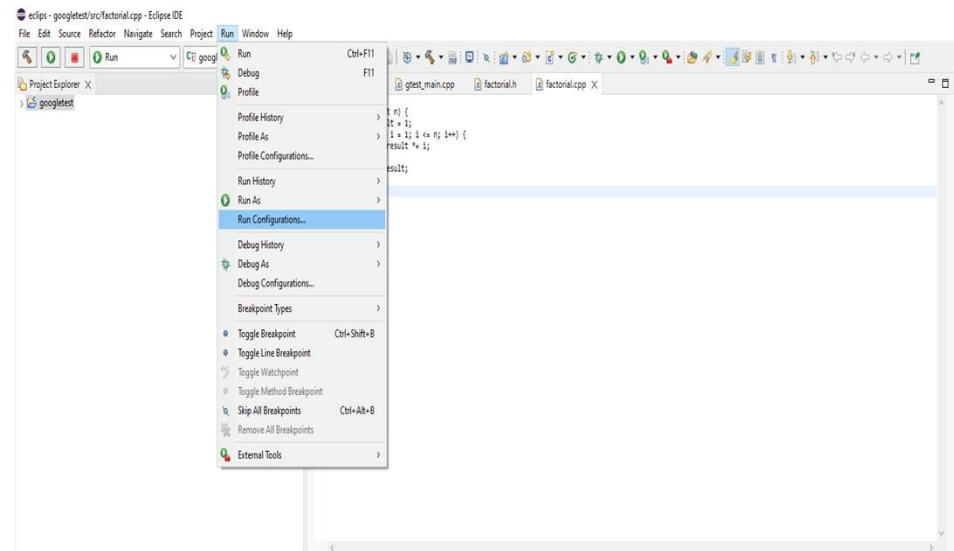 eclips - googletest/src/factorial.cpp - Eclipse IDE
File Edit Source Refactor Navigate Search Project Run Window Help
Run
googl
Project Explorer
googletest
Run Ctrl+F11
Debug F11
Profile
Profile History
Profile As
Profile Configurations...
Run History
Run As
Run Configurations...
Debug History
Debug As
Debug Configurations...
Breakpoint Types
Toggle Breakpoint Ctrl+Shift+B
Toggle Line Breakpoint
Toggle Watchpoint
Toggle Method Breakpoint
Skip All Breakpoints Ctrl+Alt+B
Remove All Breakpoints
External Tools
gtest_main.cpp factorial.h factorial.cpp
t n) {
lt = 1;
i = 1; i <= n; i++) {
result *= i;
esult;